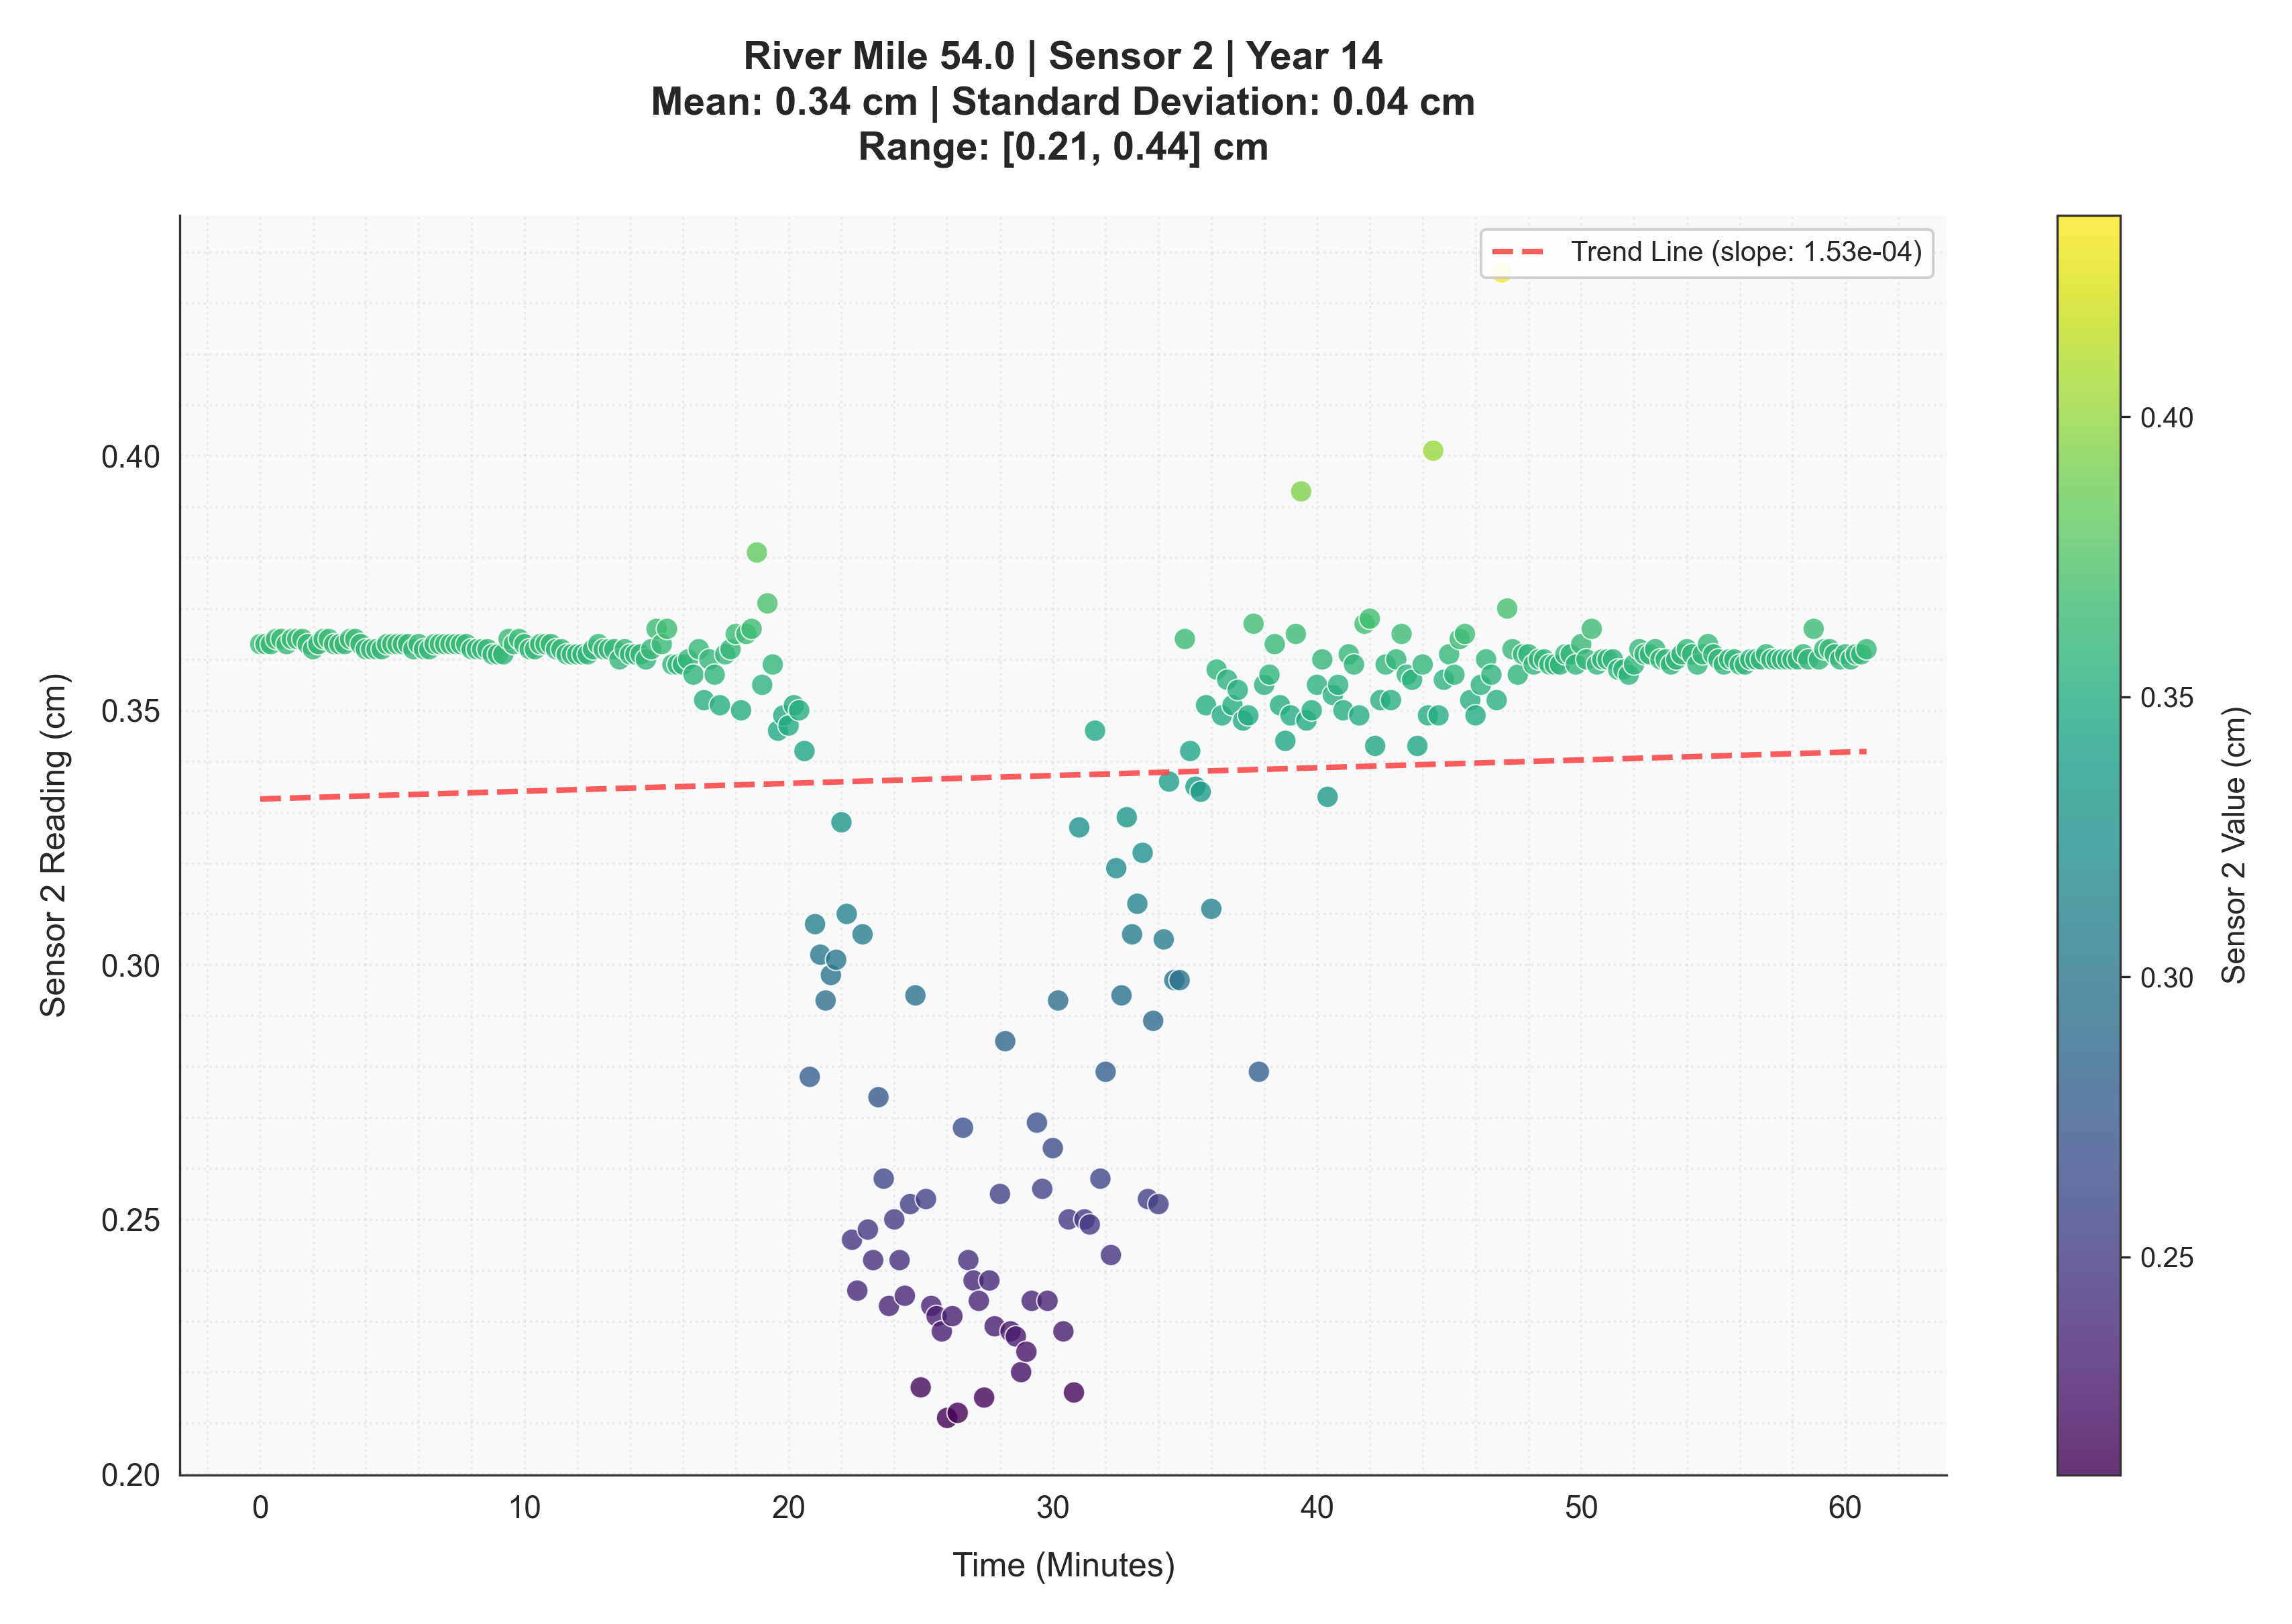 River Mile 54.0 | Sensor 2 | Year 14
Mean: 0.34 cm | Standard Deviation: 0.04 cm
Range: [0.21, 0.44] cm
Trend Line (slope: 1.53e-04)
Sensor 2 Reading (cm)
0.40
0.35
0.30
0.25
0.20
0
10
20
30
40
50
60
Time (Minutes)
0.40
0.35
0.30
0.25
Sensor 2 Value (cm)